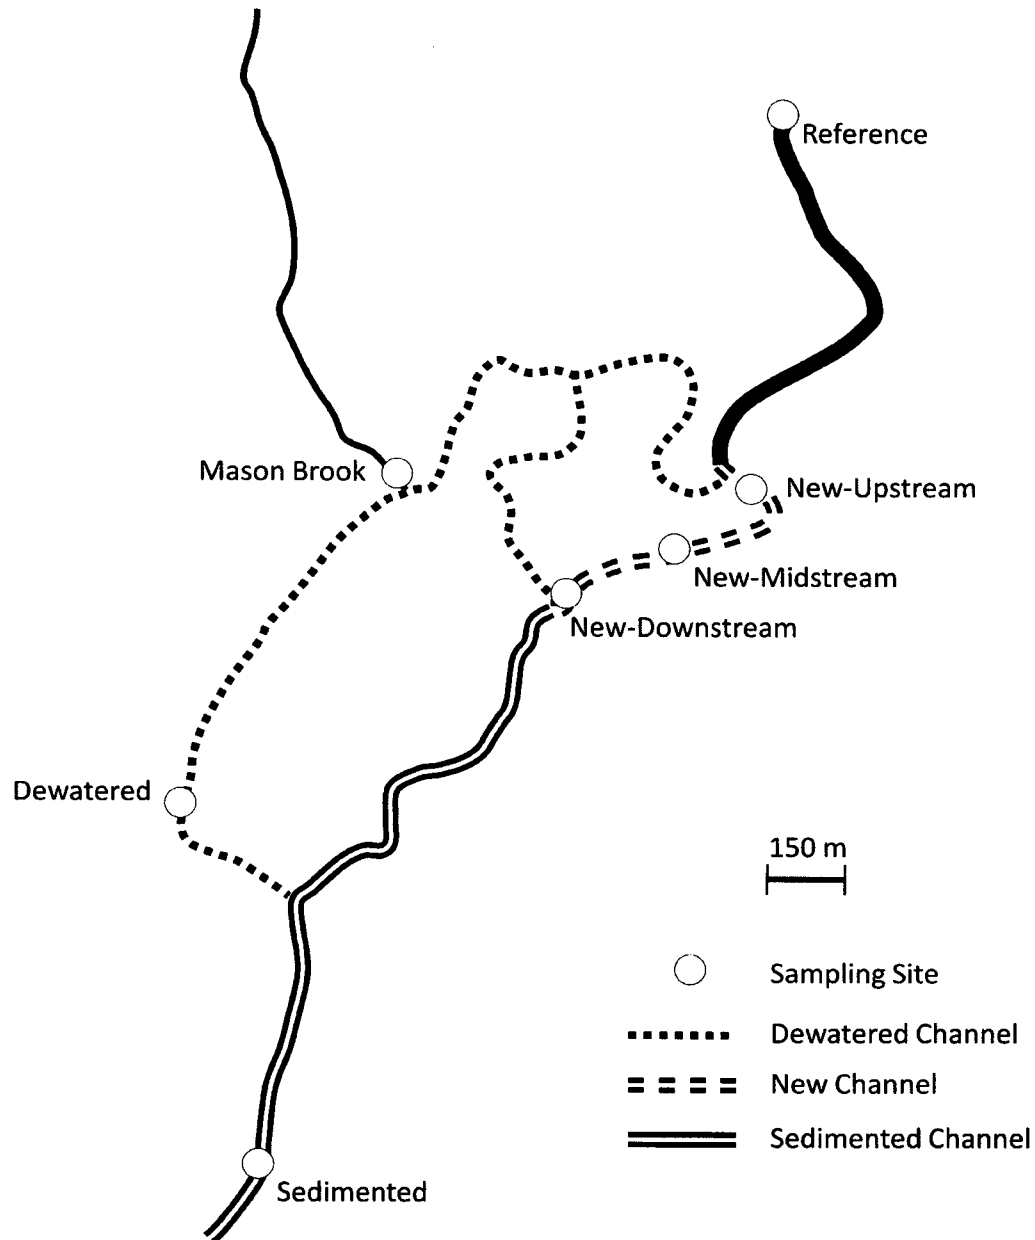 Reference
Mason Brook
New-Upstream
New-Midstream
New-Downstream
Dewatered
150 m
Sampling Site
Dewatered Channel
New Channel
Sedimented Channel
Sedimented